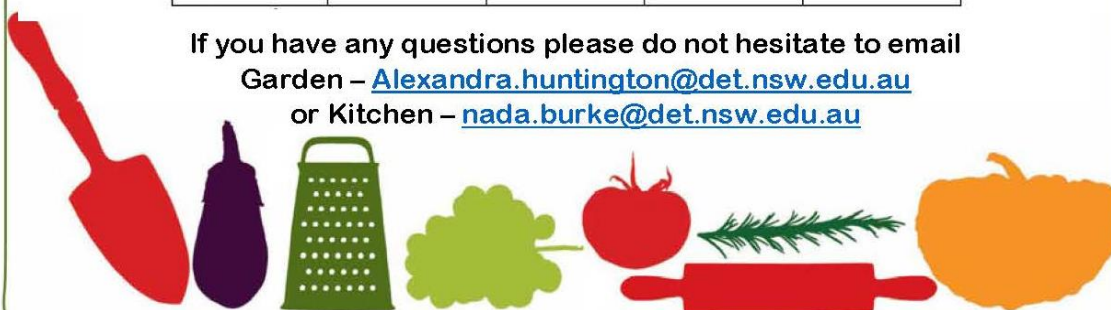 If you have any questions please do not hesitate to email
Garden – Alexandra.huntington@det.nsw.edu.au
or Kitchen – nada.burke@det.nsw.edu.au